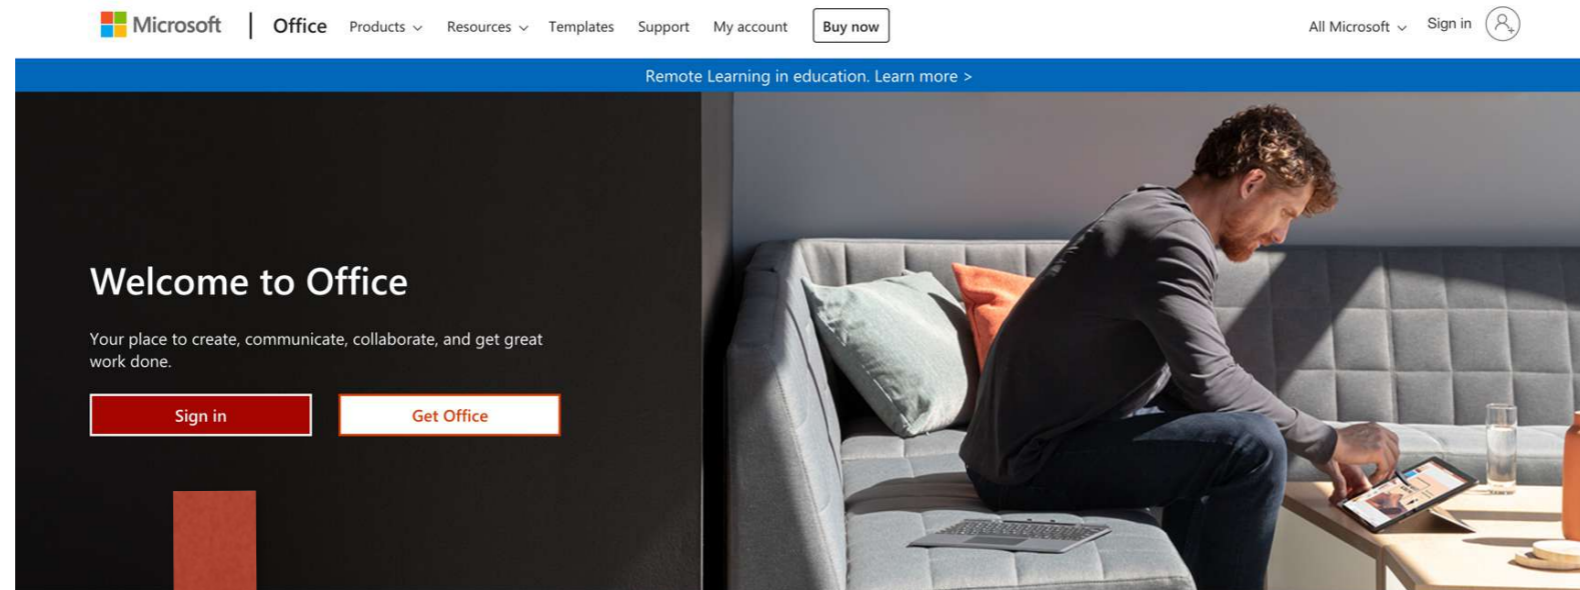 Microsoft Office Products Resources Templates Support My account Buy now All Microsoft Sign in
Remote Learning in education. Learn more >
Welcome to Office
Your place to create, communicate, collaborate, and get great
work done.
Sign in Get Office